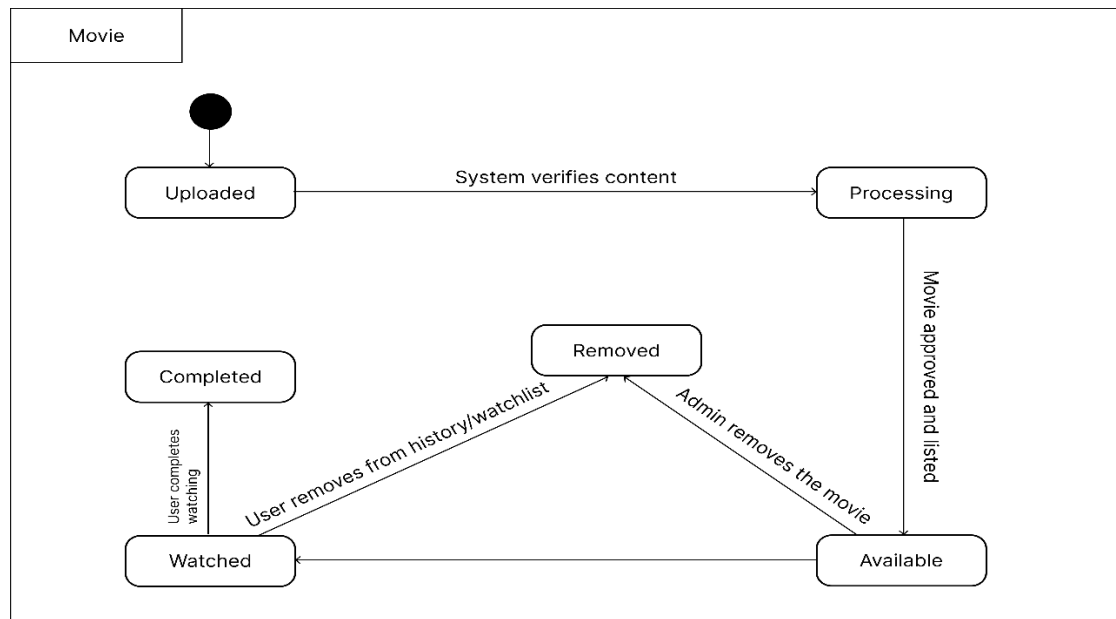 Movie
Uploaded
System verifies content
Processing
Movie approved and listed
Removed
Completed
User removes from history/watchlist
Admin removes the movie
User completes
watching
Watched
Available